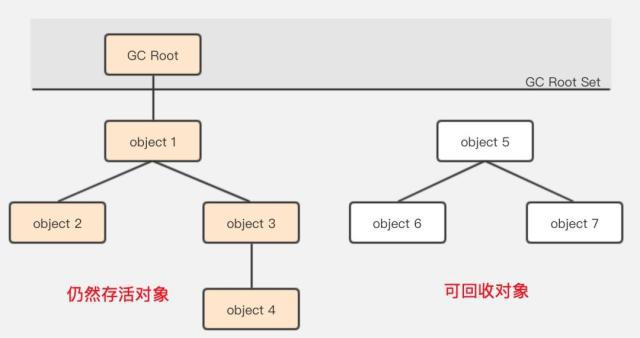 GC Root
GC Root Set
object 1
object 5
object 2
object 3
object 6
object 7
仍然存活对象
可回收对象
object 4